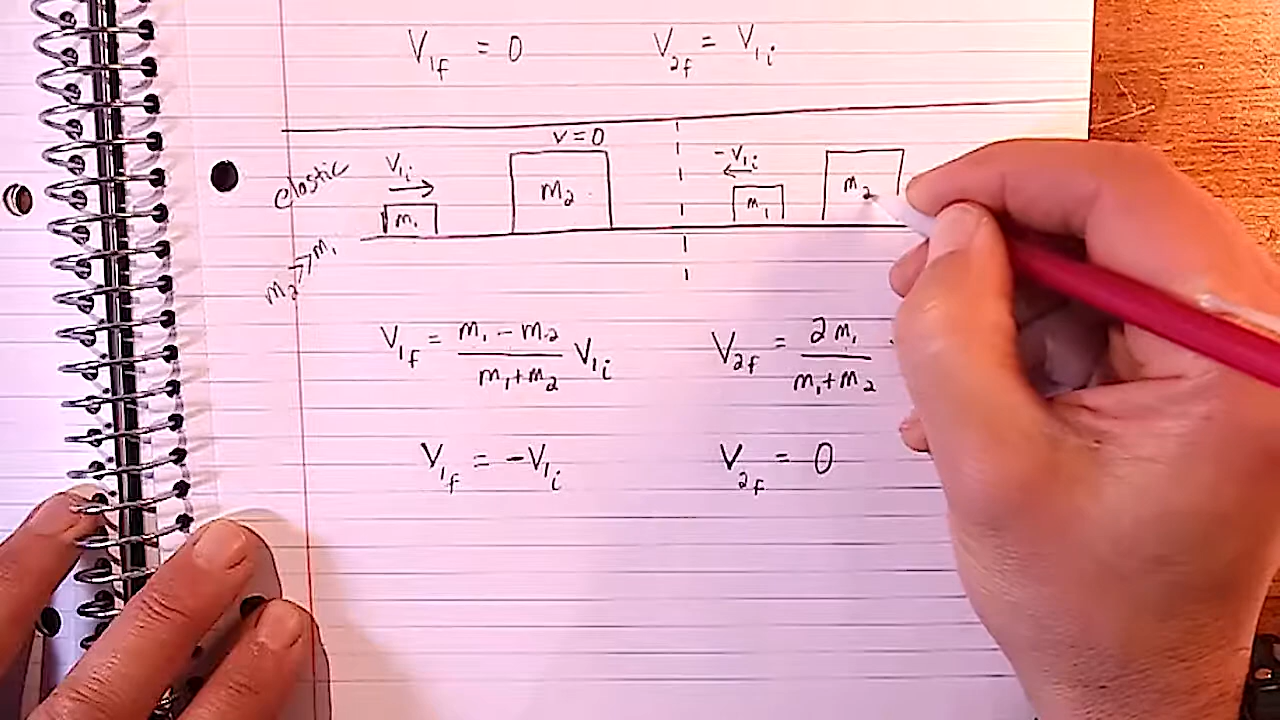 V₁f = 0    V₂f = V₁i
v=0
elastic    V₁i    -V₁i
m₁    m₂    m₁    m₂
m₂ >> m₁
V₁f = (m₁ - m₂)/(m₁+m₂) V₁i    V₂f = 2m₁/(m₁+m₂)
V₁f = -V₁i    V₂f = 0